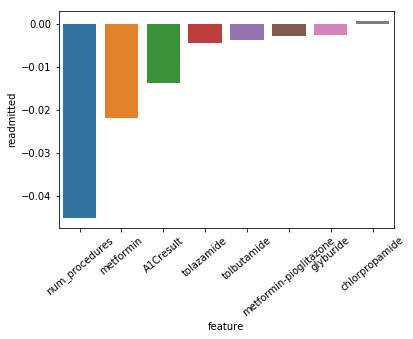 0.00
−0.01
−0.02
−0.03
−0.04
readmitted
num_procedures
metformin
A1Cresult
tolazamide
tolbutamide
metformin-pioglitazone
glyburide
chlorpropamide
feature